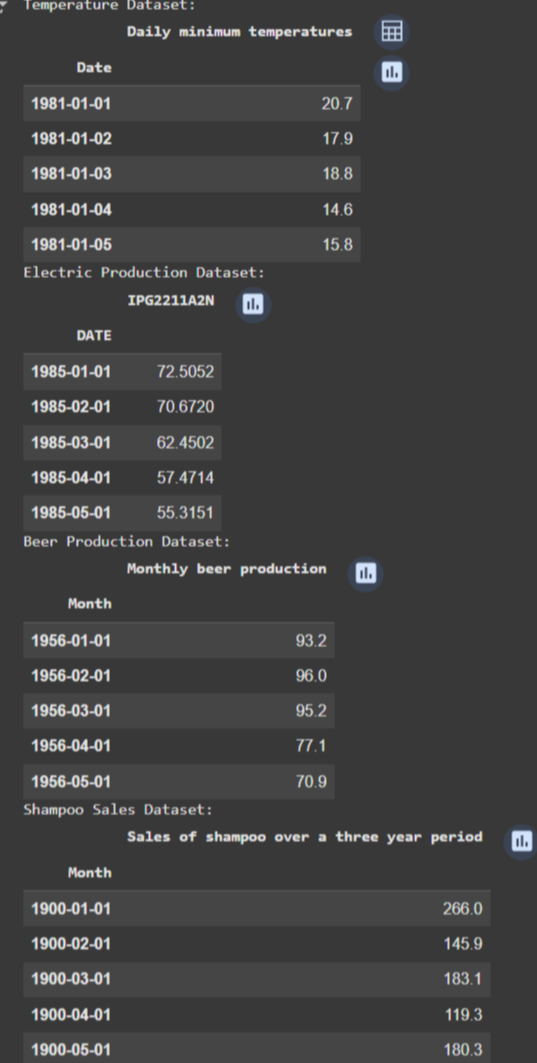 Temperature Dataset:
Daily minimum temperatures
Date
1981-01-01 20.7
1981-01-02 17.9
1981-01-03 18.8
1981-01-04 14.6
1981-01-05 15.8
Electric Production Dataset:
IPG2211A2N
DATE
1985-01-01 72.5052
1985-02-01 70.6720
1985-03-01 62.4502
1985-04-01 57.4714
1985-05-01 55.3151
Beer Production Dataset:
Monthly beer production
Month
1956-01-01 93.2
1956-02-01 96.0
1956-03-01 95.2
1956-04-01 77.1
1956-05-01 70.9
Shampoo Sales Dataset:
Sales of shampoo over a three year period
Month
1900-01-01 266.0
1900-02-01 145.9
1900-03-01 183.1
1900-04-01 119.3
1900-05-01 180.3